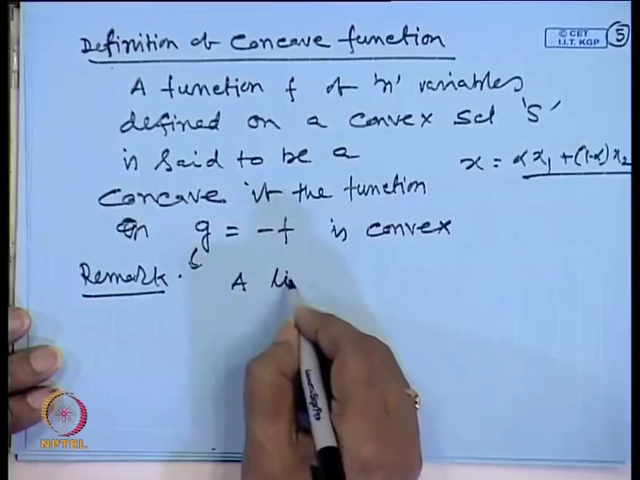 Definition of Concave function
© CET
I.I.T. KGP
5
A function f of 'n' variables
defined on a convex set 'S'
is said to be a
x = αx₁ + (1-α)x₂
Concave if the function
g = -f is convex
Remark.
A li
NPTEL